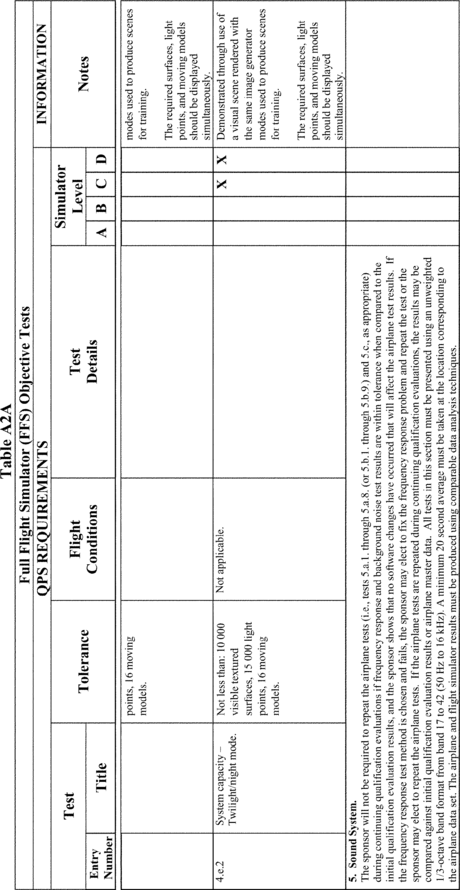 Table A2A
Full Flight Simulator (FFS) Objective Tests
QPS REQUIREMENTS
INFORMATION
Test
Tolerance
Flight
Conditions
Test
Details
Simulator
Level
Notes
Entry
Number
Title
A B C D
points, 16 moving
models.
modes used to produce scenes
for training.
The required surfaces, light
points, and moving models
should be displayed
simultaneously.
4.e.2
System capacity –
Twilight/night mode.
Not less than: 10 000
visible textured
surfaces, 15 000 light
points, 16 moving
models.
Not applicable.
X X
Demonstrated through use of
a visual scene rendered with
the same image generator
modes used to produce scenes
for training.
The required surfaces, light
points, and moving models
should be displayed
simultaneously.
5. Sound System.
The sponsor will not be required to repeat the airplane tests (i.e., tests 5.a.1. through 5.a.8. (or 5.b.1. through 5.b.9.) and 5.c., as appropriate)
during continuing qualification evaluations if frequency response and background noise test results are within tolerance when compared to the
initial qualification evaluation results, and the sponsor shows that no software changes have occurred that will affect the airplane test results. If
the frequency response test method is chosen and fails, the sponsor may elect to fix the frequency response problem and repeat the test or the
sponsor may elect to repeat the airplane tests. If the airplane tests are repeated during continuing qualification evaluations, the results may be
compared against initial qualification evaluation results or airplane master data. All tests in this section must be presented using an unweighted
1/3-octave band format from band 17 to 42 (50 Hz to 16 kHz). A minimum 20 second average must be taken at the location corresponding to
the airplane data set. The airplane and flight simulator results must be produced using comparable data analysis techniques.